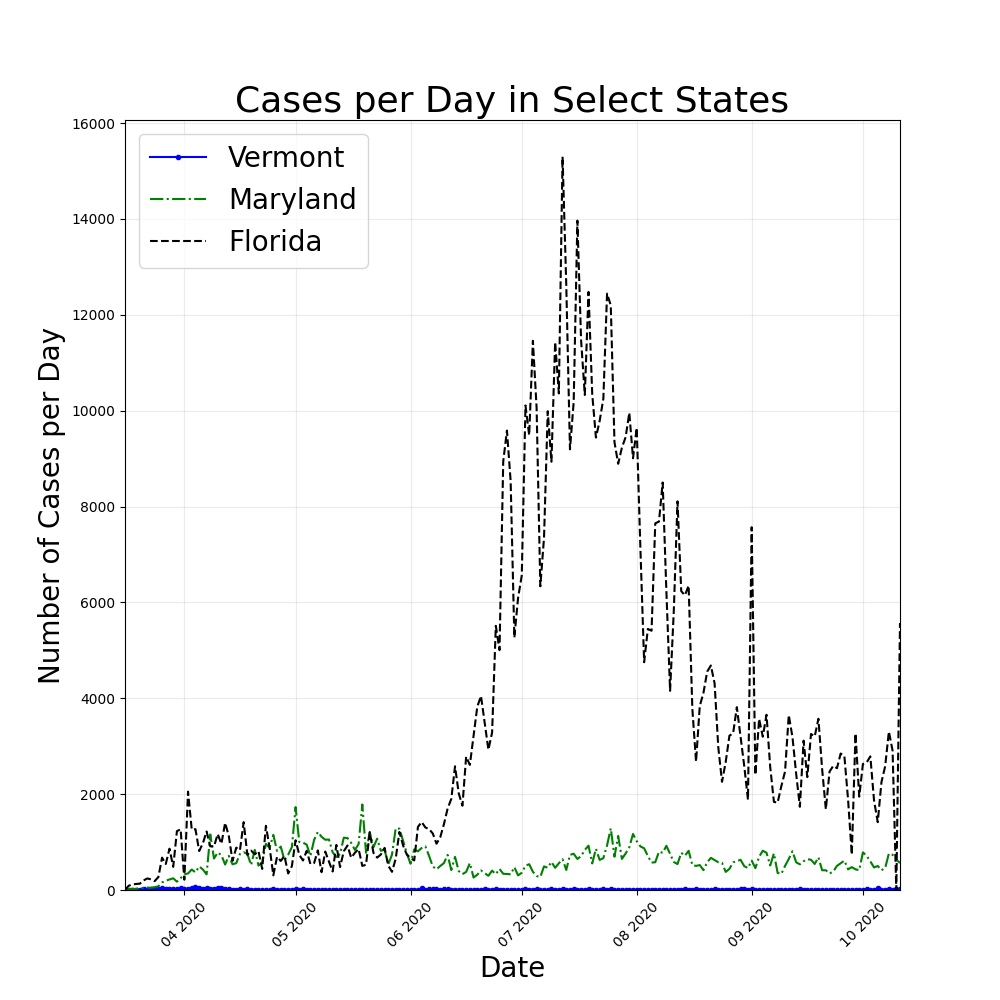 Cases per Day in Select States
Vermont
Maryland
Florida
Number of Cases per Day
16000
14000
12000
10000
8000
6000
4000
2000
0
04 2020
05 2020
06 2020
07 2020
08 2020
09 2020
10 2020
Date